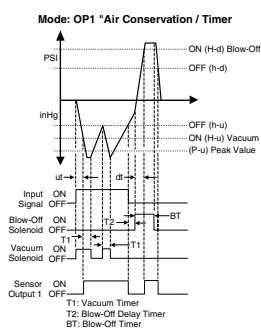 Mode: OP1 "Air Conservation / Timer
PSI
ON (H-d) Blow-Off
OFF (h-d)
inHg
OFF (h-u)
ON (H-u) Vacuum
(P-u) Peak Value
ut
dt
Input Signal ON
OFF
Blow-Off Solenoid ON
OFF
T2
BT
T1
T1
Vacuum Solenoid ON
OFF
Sensor Output 1 ON
OFF
T1: Vacuum Timer
T2: Blow-Off Delay Timer
BT: Blow-Off Timer